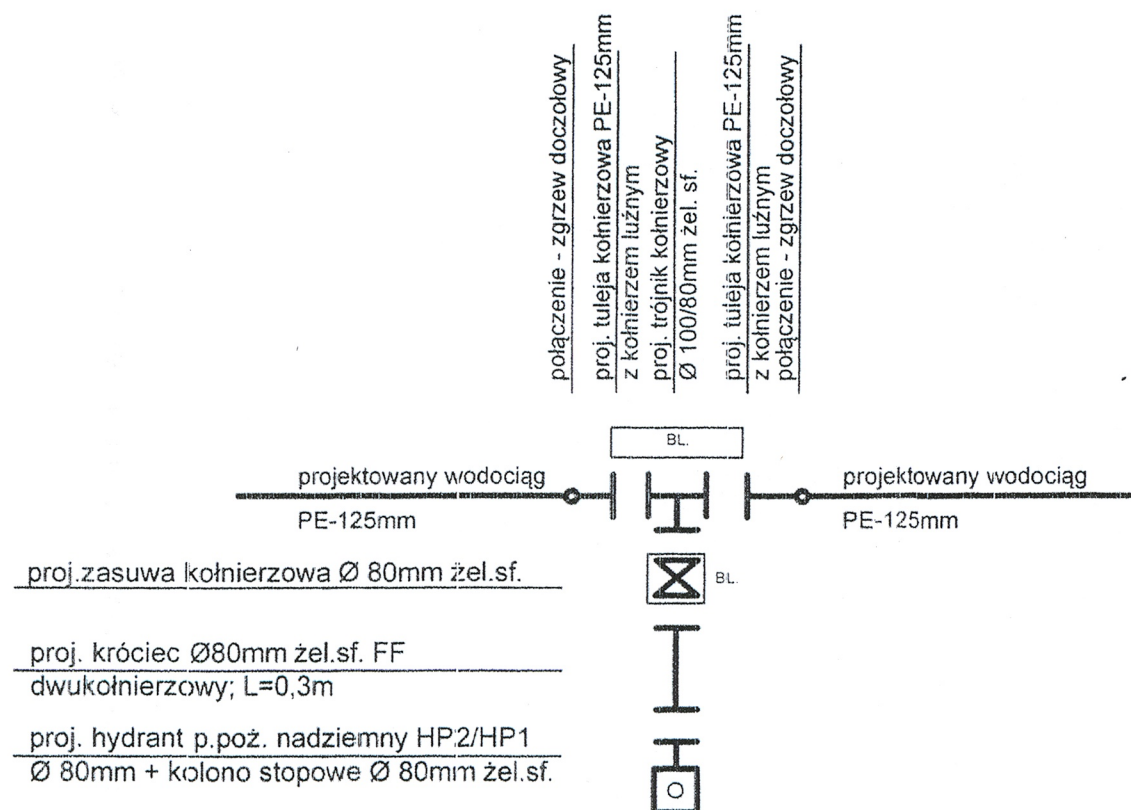 połączenie - zgrzew doczołowy
proj. tuleja kołnierzowa PE-125mm
z kołnierzem luźnym
proj. trójnik kołnierzowy
Ø 100/80mm żel. sf.
proj. tuleja kołnierzowa PE-125mm
z kołnierzem luźnym
połączenie - zgrzew doczołowy
BL.
projektowany wodociąg
PE-125mm
projektowany wodociąg
PE-125mm
proj.zasuwa kołnierzowa Ø 80mm żel.sf.
BL.
proj. króciec Ø80mm żel.sf. FF
dwukołnierzowy; L=0,3m
proj. hydrant p.poż. nadziemny HP2/HP1
Ø 80mm + kolono stopowe Ø 80mm żel.sf.